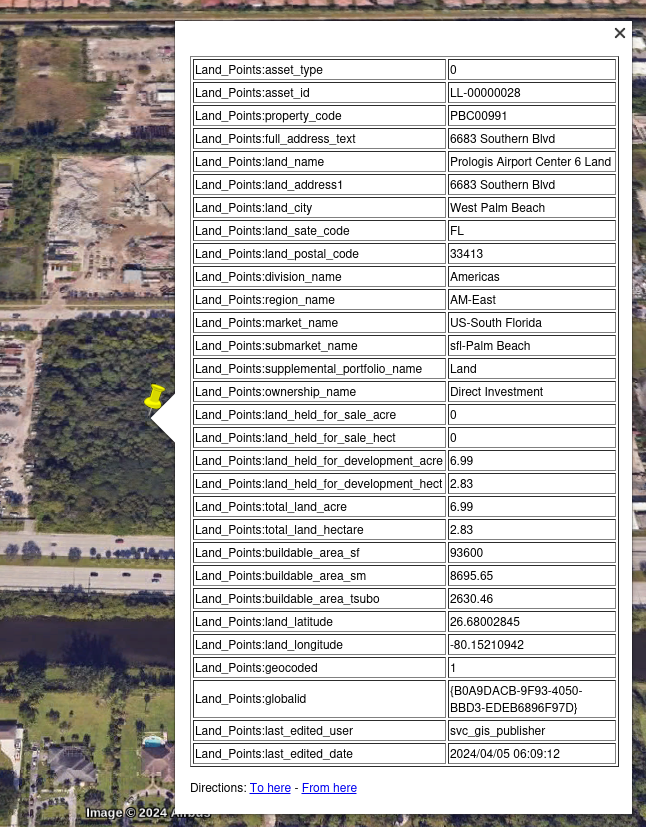 ✕
Land_Points:asset_type 0
Land_Points:asset_id LL-00000028
Land_Points:property_code PBC00991
Land_Points:full_address_text 6683 Southern Blvd
Land_Points:land_name Prologis Airport Center 6 Land
Land_Points:land_address1 6683 Southern Blvd
Land_Points:land_city West Palm Beach
Land_Points:land_sate_code FL
Land_Points:land_postal_code 33413
Land_Points:division_name Americas
Land_Points:region_name AM-East
Land_Points:market_name US-South Florida
Land_Points:submarket_name sfl-Palm Beach
Land_Points:supplemental_portfolio_name Land
Land_Points:ownership_name Direct Investment
Land_Points:land_held_for_sale_acre 0
Land_Points:land_held_for_sale_hect 0
Land_Points:land_held_for_development_acre 6.99
Land_Points:land_held_for_development_hect 2.83
Land_Points:total_land_acre 6.99
Land_Points:total_land_hectare 2.83
Land_Points:buildable_area_sf 93600
Land_Points:buildable_area_sm 8695.65
Land_Points:buildable_area_tsubo 2630.46
Land_Points:land_latitude 26.68002845
Land_Points:land_longitude -80.15210942
Land_Points:geocoded 1
Land_Points:globalid {B0A9DACB-9F93-4050-
BBD3-EDEB6896F97D}
Land_Points:last_edited_user svc_gis_publisher
Land_Points:last_edited_date 2024/04/05 06:09:12
Directions: To here - From here
Image © 2024 Airbus